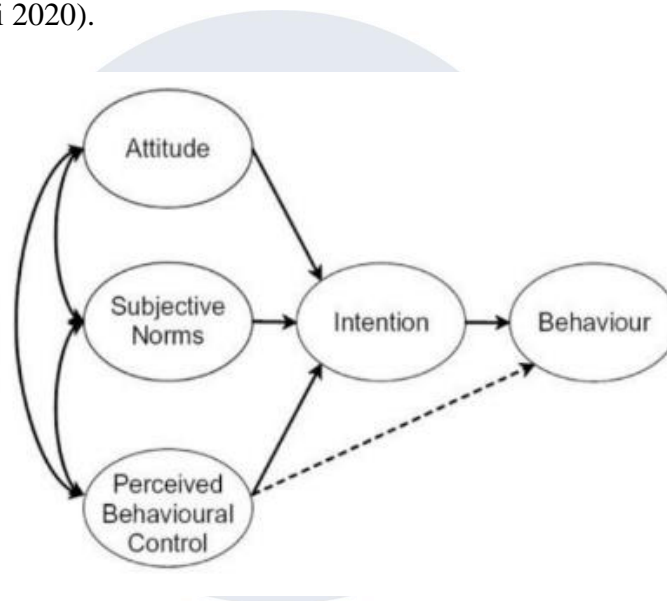 i 2020).
Attitude
Subjective
Norms
Intention
Behaviour
Perceived
Behavioural
Control